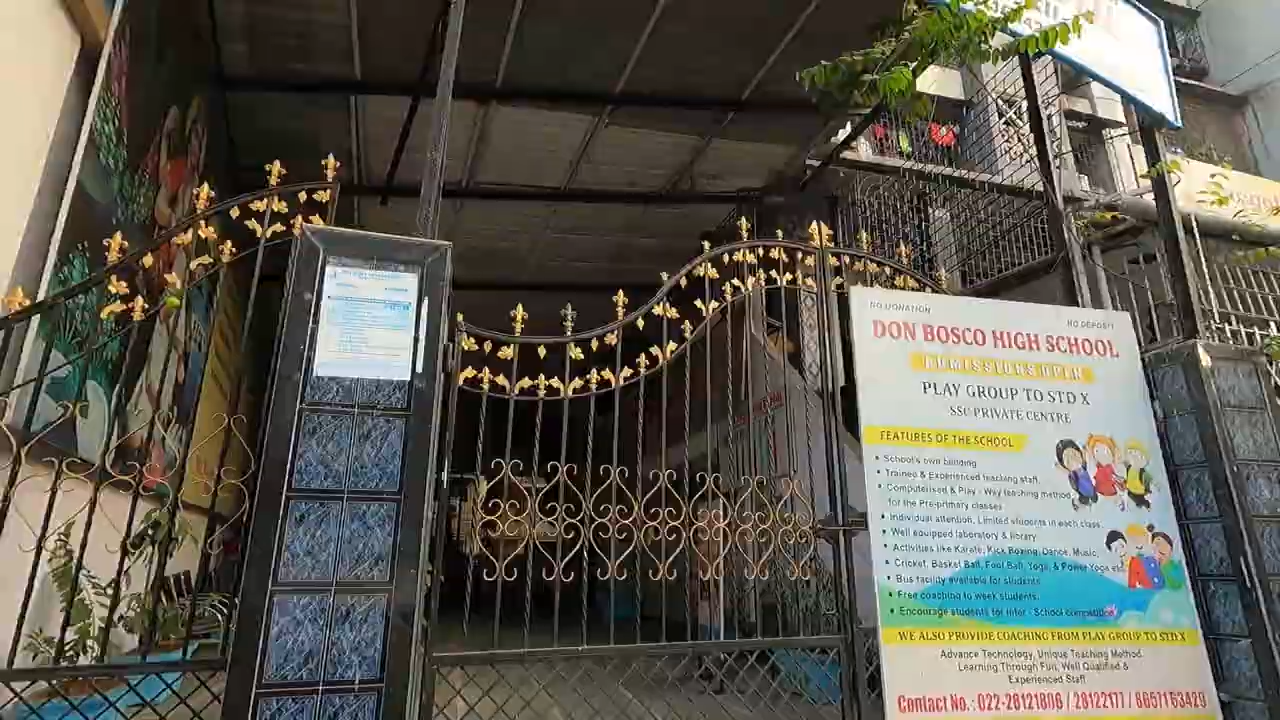 NO DONATION
NO DEPOSIT
DON BOSCO HIGH SCHOOL
ADMISSIONS OPEN
PLAY GROUP TO STD X
SSC PRIVATE CENTRE
FEATURES OF THE SCHOOL
• School's own building
• Trained & Experienced teaching staff.
• Computerised & Play - Way teaching method
for the Pre-primary classes
• Individual attention, Limited students in each class.
• Well equipped laboratory & library
• Activities like Karate, Kick Boxing, Dance, Music,
• Cricket, Basket Ball, Foot Ball, Yoga, & Power Yoga etc
• Bus facility available for students
• Free coaching to week students.
• Encourage students for Inter - School competition
WE ALSO PROVIDE COACHING FROM PLAY GROUP TO STD X
Advance Technology, Unique Teaching Method.
Learning Through Fun, Well Qualified &
Experienced Staff
Contact No.: 022-28121806 / 28122177 / 8657163429